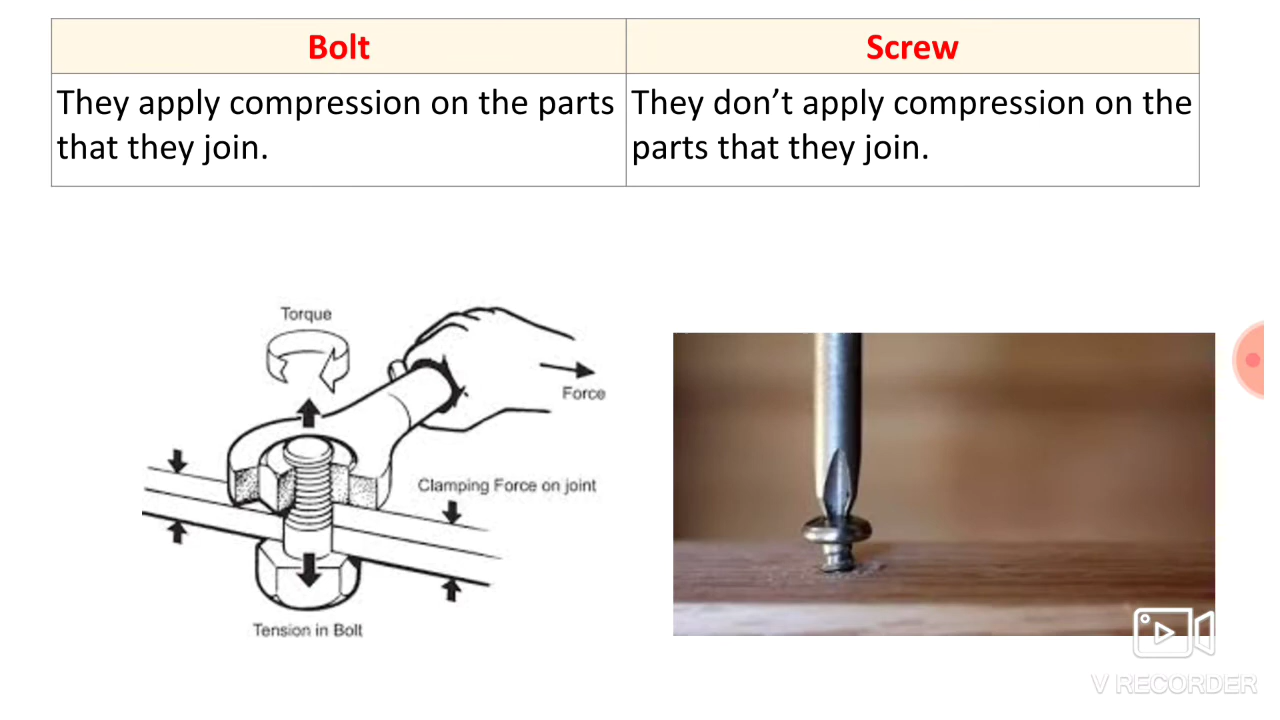 Bolt
Screw
They apply compression on the parts
that they join.
They don’t apply compression on the
parts that they join.
Torque
Force
Clamping Force on joint
Tension in Bolt
V RECORDER